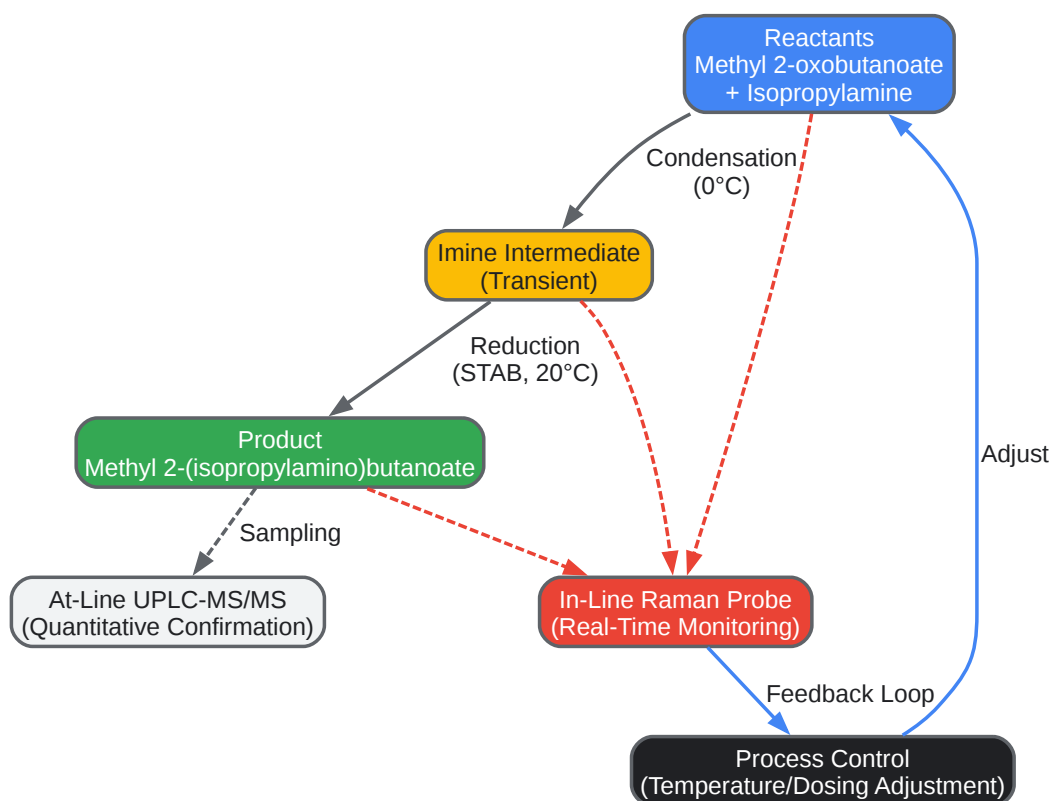 Reactants
Methyl 2-oxobutanoate
+ Isopropylamine
Condensation
(0°C)
Imine Intermediate
(Transient)
Reduction
(STAB, 20°C)
Product
Methyl 2-(isopropylamino)butanoate
Adjust
Sampling
At-Line UPLC-MS/MS
(Quantitative Confirmation)
In-Line Raman Probe
(Real-Time Monitoring)
Feedback Loop
Process Control
(Temperature/Dosing Adjustment)